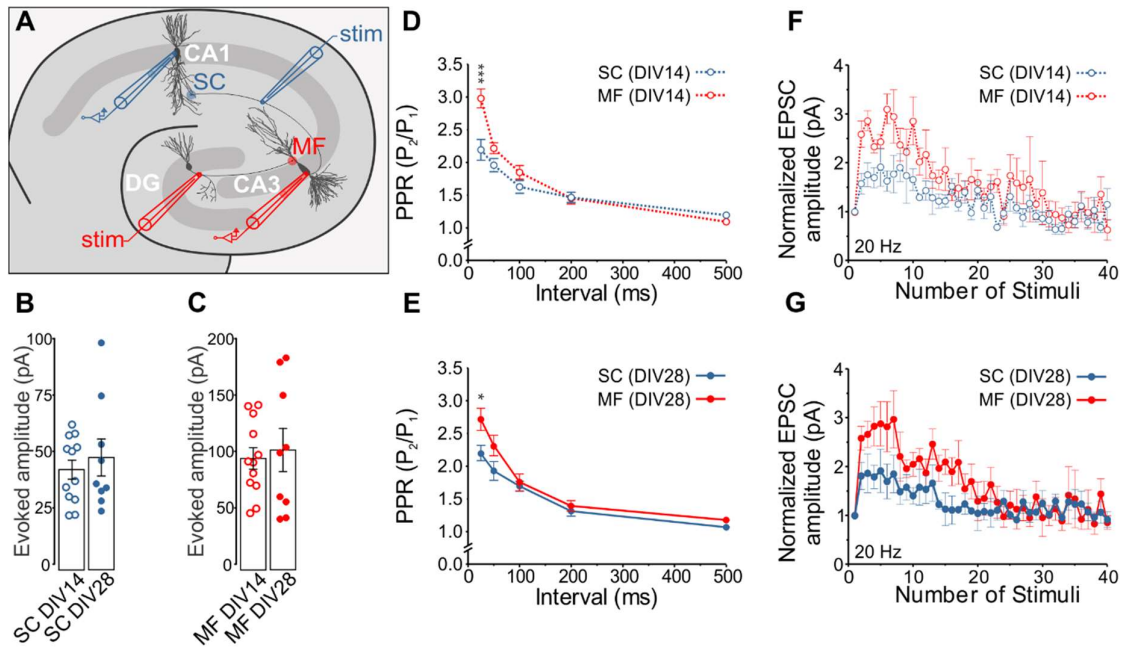 A
stim
CA1
SC
MF
DG
CA3
stim
B
Evoked amplitude (pA)
100
75
50
25
0
SC DIV14
SC DIV28
C
Evoked amplitude (pA)
200
150
100
50
0
MF DIV14
MF DIV28
D
PPR (P₂/P₁)
3.5
3.0
2.5
2.0
1.5
1.0
0.0
***
SC (DIV14)
MF (DIV14)
0 100 200 300 400 500
Interval (ms)
E
PPR (P₂/P₁)
3.5
3.0
2.5
2.0
1.5
1.0
0.0
*
SC (DIV28)
MF (DIV28)
0 100 200 300 400 500
Interval (ms)
F
Normalized EPSC
amplitude (pA)
4
3
2
1
0
SC (DIV14)
MF (DIV14)
20 Hz
0 10 20 30 40
Number of Stimuli
G
Normalized EPSC
amplitude (pA)
4
3
2
1
0
SC (DIV28)
MF (DIV28)
20 Hz
0 10 20 30 40
Number of Stimuli